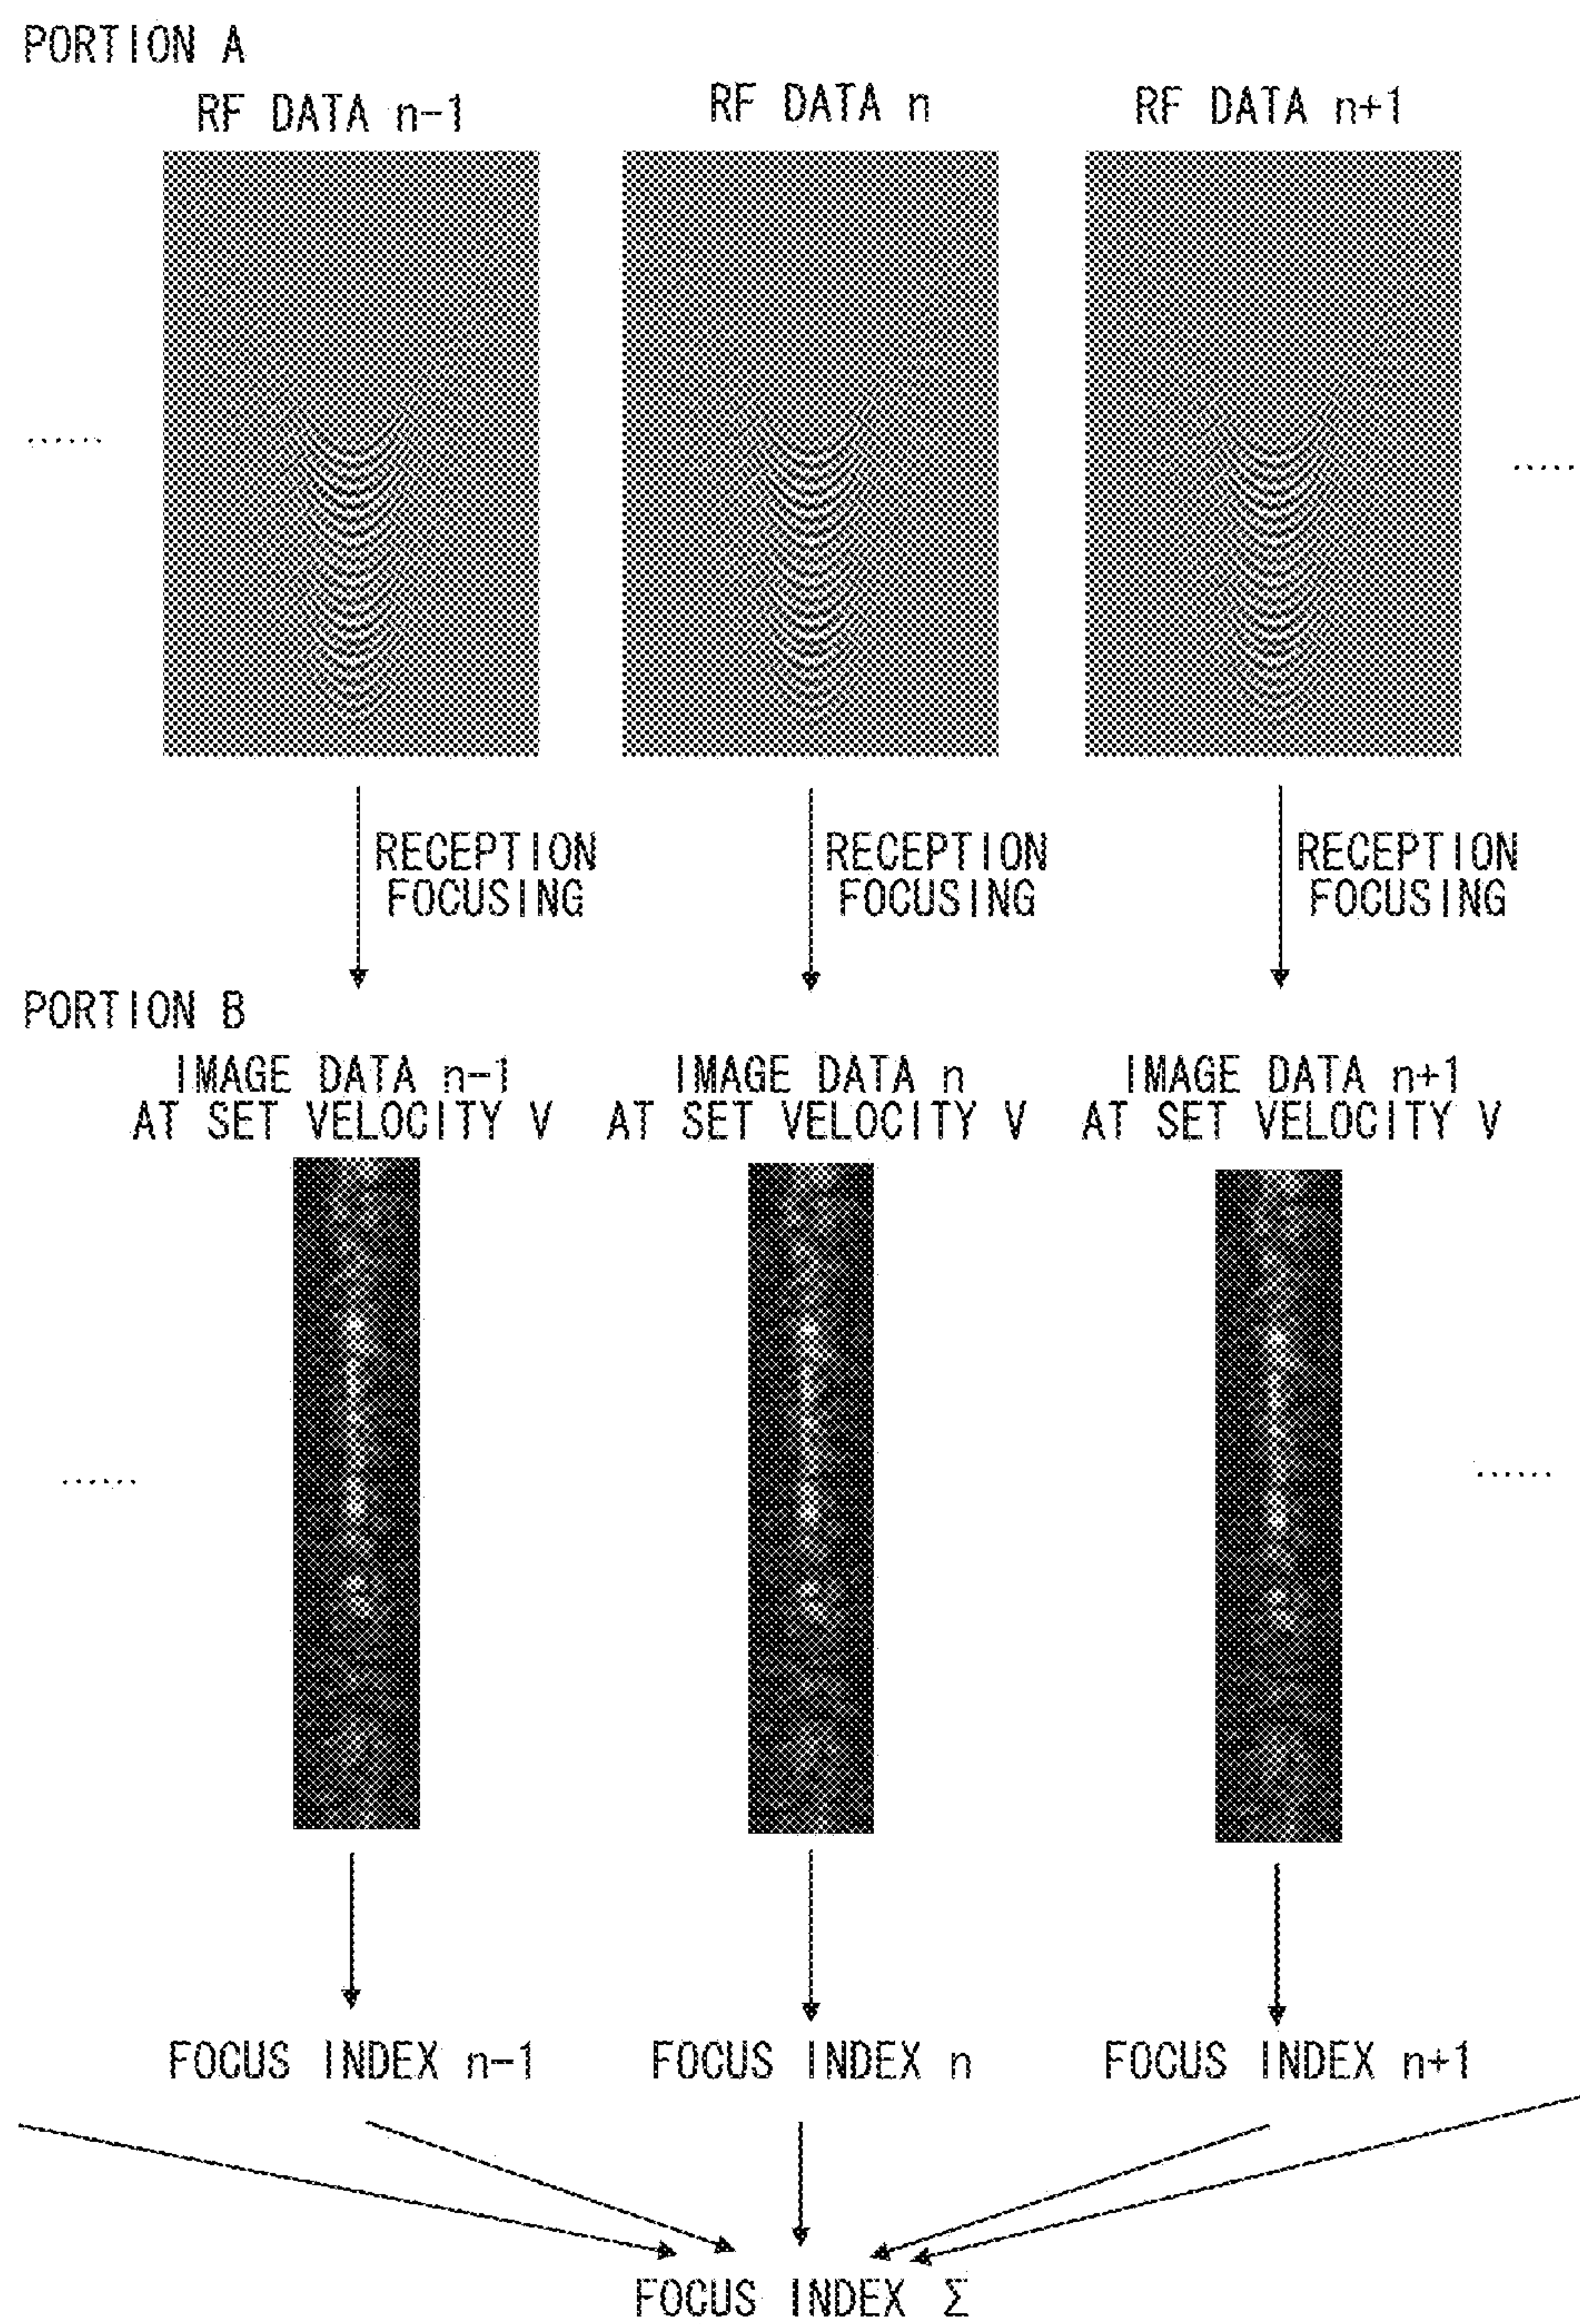 PORTION A
RF DATA n-1
RF DATA n
RF DATA n+1
......
.....
RECEPTION
FOCUSING
RECEPTION
FOCUSING
RECEPTION
FOCUSING
PORTION B
IMAGE DATA n-1
AT SET VELOCITY V
IMAGE DATA n
AT SET VELOCITY V
IMAGE DATA n+1
AT SET VELOCITY V
......
......
FOCUS INDEX n-1
FOCUS INDEX n
FOCUS INDEX n+1
FOCUS INDEX Σ